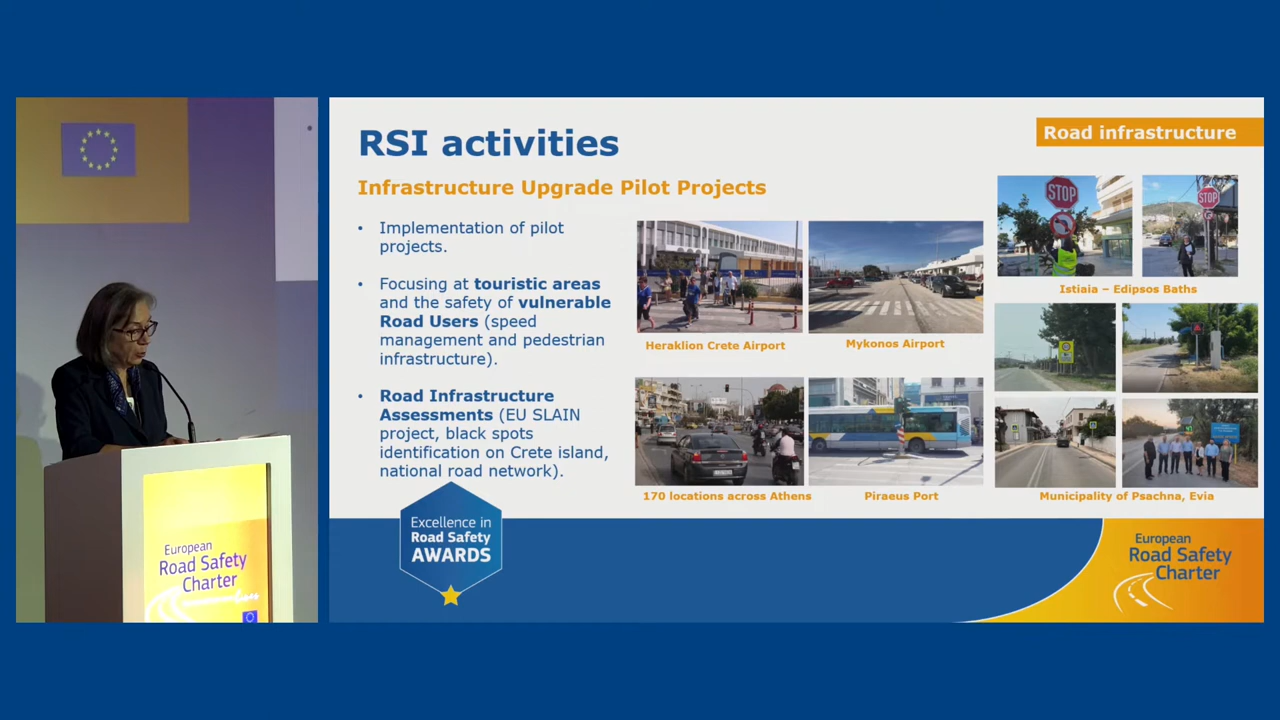 RSI activities
Road infrastructure
Infrastructure Upgrade Pilot Projects
• Implementation of pilot
projects.
• Focusing at touristic areas
and the safety of vulnerable
Road Users (speed
management and pedestrian
infrastructure).
• Road Infrastructure
Assessments (EU SLAIN
project, black spots
identification on Crete island,
national road network).
Heraklion Crete Airport
Mykonos Airport
170 locations across Athens
Piraeus Port
STOP
STOP
Istiaia – Edipsos Baths
Municipality of Psachna, Evia
Excellence in
Road Safety
AWARDS
European
Road Safety
Charter
European
Road Safety
Charter